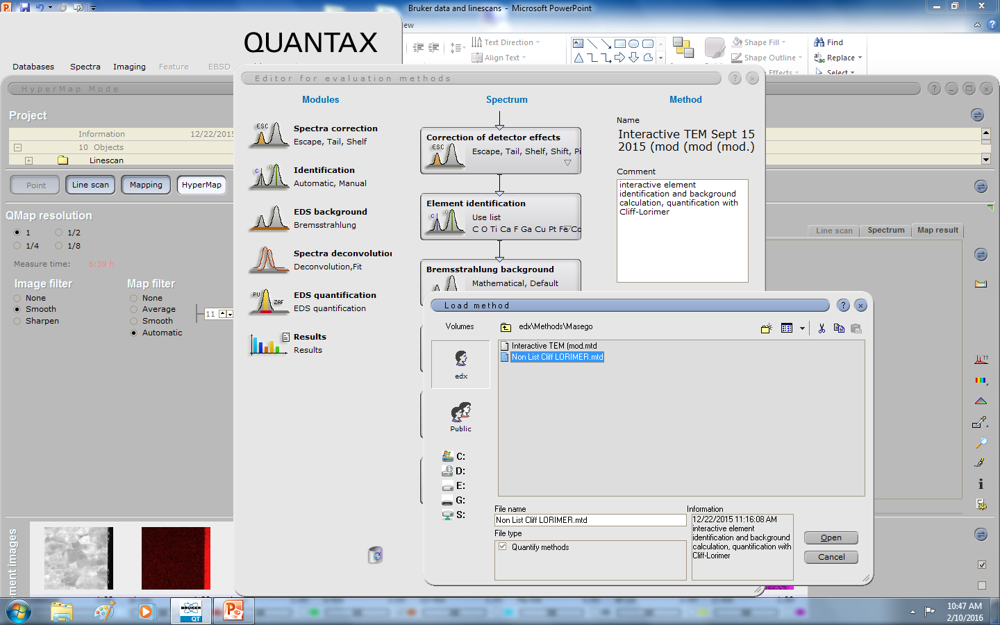 Bruker data and linescans - Microsoft PowerPoint
ew
QUANTAX
Databases Spectra Imaging Feature EBSD
Text Direction
Align Text
Shape Fill
Shape Outline
Effects
Find
Replace
Select
HyperMap Mode
Project
Information 12/22/2015
10 Objects
Linescan
Point Line scan Mapping HyperMap
QMap resolution
1 1/2
1/4 1/8
Measure time: 6:39 h
Image filter
None
Smooth
Sharpen
Map filter
None
Average
Smooth
Automatic
11
ment images
Editor for evaluation methods
Modules
ESC
Spectra correction
Escape, Tail, Shelf
Identification
Automatic, Manual
EDS background
Bremsstrahlung
Spectra deconvolution
Deconvolution,Fit
PU ZAF
EDS quantification
EDS quantification
Results
Results
Spectrum
Correction of detector effects
ESC
Escape, Tail, Shelf, Shift, Pi
Element identification
Use list
C O Ti Ca F Ga Cu Pt Fe Co
Bremsstrahlung background
Mathematical, Default
Method
Name
Interactive TEM Sept 15
2015 (mod (mod (mod.)
Comment
interactive element
identification and background
calculation, quantification with
Cliff-Lorimer
Line scan Spectrum Map result
Load method
Volumes
edx\Methods\Masego
edx
Public
C:
D:
E:
G:
S:
Interactive TEM (mod.mtd
Non List Cliff LORIMER.mtd
File name
Non List Cliff LORIMER.mtd
File type
Quantify methods
Information
12/22/2015 11:16:08 AM
interactive element
identification and background
calculation, quantification with
Cliff-Lorimer
Open
Cancel
BRUKER
QT
10:47 AM
2/10/2016